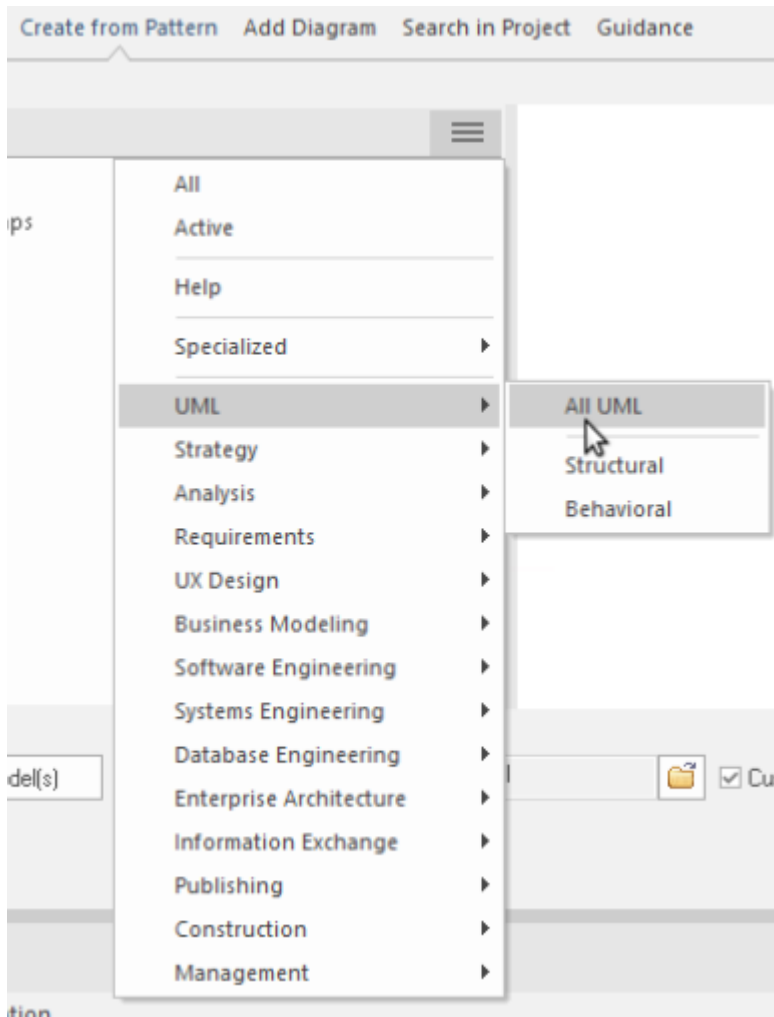 Create from Pattern Add Diagram Search in Project Guidance
All
Active
Help
Specialized
UML
All UML
Strategy
Structural
Analysis
Behavioral
Requirements
UX Design
Business Modeling
Software Engineering
Systems Engineering
Database Engineering
Enterprise Architecture
Information Exchange
Publishing
Construction
Management